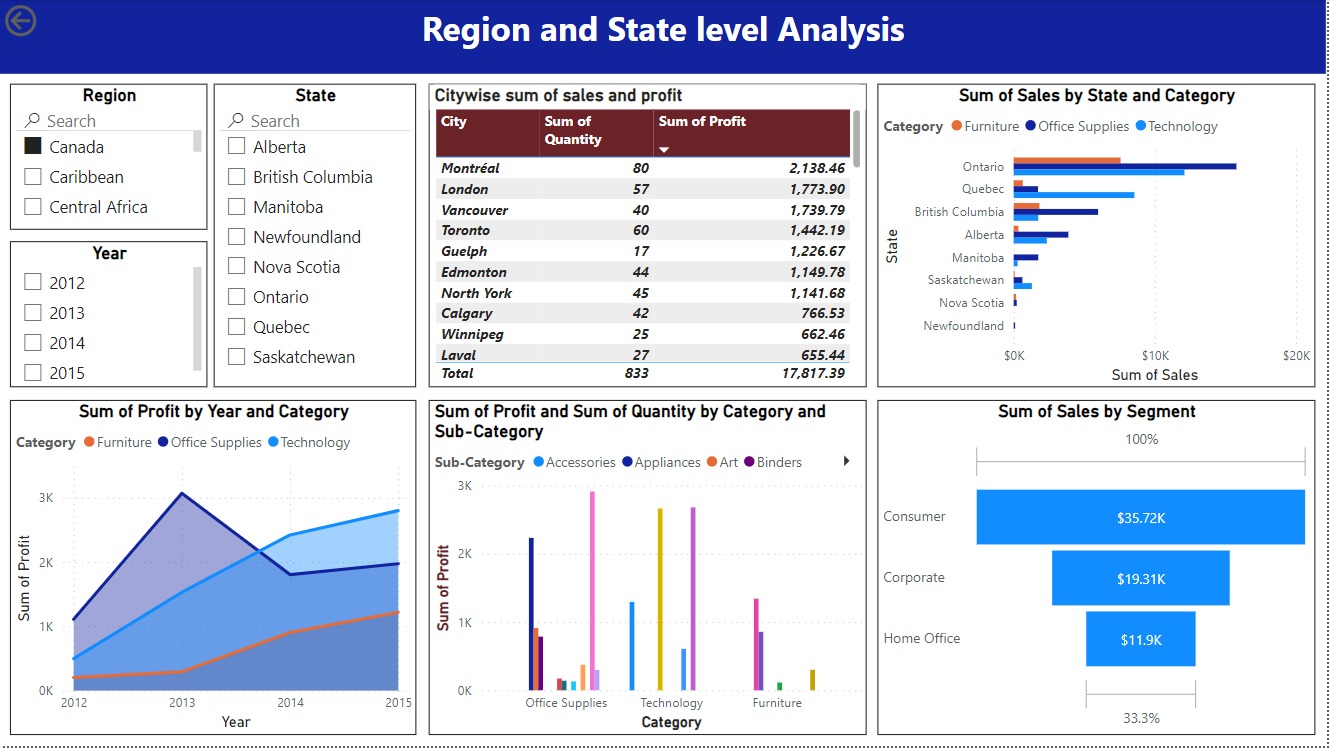 Region and State level Analysis
Region
Search
Canada
Caribbean
Central Africa
Year
2012
2013
2014
2015
State
Search
Alberta
British Columbia
Manitoba
Newfoundland
Nova Scotia
Ontario
Quebec
Saskatchewan
Citywise sum of sales and profit
City Sum of Quantity Sum of Profit
Montréal 80 2,138.46
London 57 1,773.90
Vancouver 40 1,739.79
Toronto 60 1,442.19
Guelph 17 1,226.67
Edmonton 44 1,149.78
North York 45 1,141.68
Calgary 42 766.53
Winnipeg 25 662.46
Laval 27 655.44
Total 833 17,817.39
Sum of Sales by State and Category
Category Furniture Office Supplies Technology
State
Ontario
Quebec
British Columbia
Alberta
Manitoba
Saskatchewan
Nova Scotia
Newfoundland
$0K $10K $20K
Sum of Sales
Sum of Profit by Year and Category
Category Furniture Office Supplies Technology
Sum of Profit
3K
2K
1K
0K
2012 2013 2014 2015
Year
Sum of Profit and Sum of Quantity by Category and
Sub-Category
Sub-Category Accessories Appliances Art Binders
Sum of Profit
3K
2K
1K
0K
Office Supplies Technology Furniture
Category
Sum of Sales by Segment
100%
Consumer $35.72K
Corporate $19.31K
Home Office $11.9K
33.3%